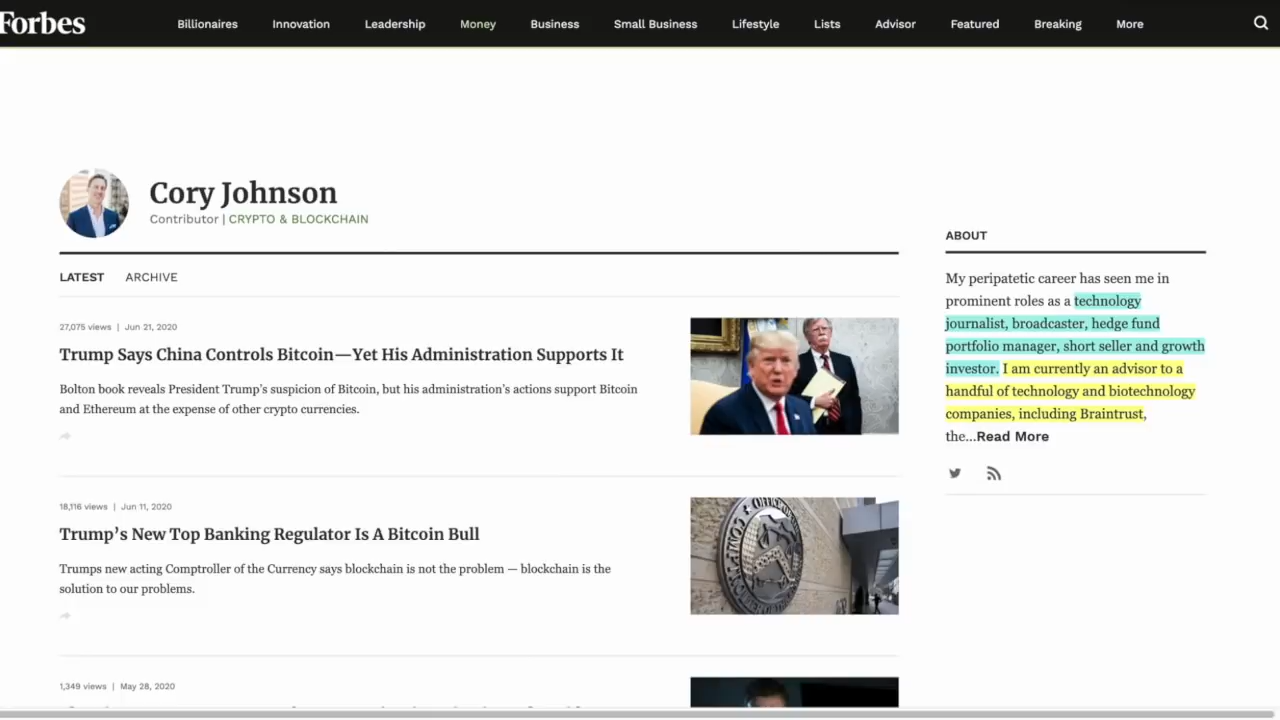 Forbes
Billionaires Innovation Leadership Money Business Small Business Lifestyle Lists Advisor Featured Breaking More
Cory Johnson
Contributor | CRYPTO & BLOCKCHAIN
LATEST ARCHIVE
27,075 views | Jun 21, 2020
Trump Says China Controls Bitcoin—Yet His Administration Supports It
Bolton book reveals President Trump's suspicion of Bitcoin, but his administration's actions support Bitcoin
and Ethereum at the expense of other crypto currencies.
18,116 views | Jun 11, 2020
Trump's New Top Banking Regulator Is A Bitcoin Bull
Trumps new acting Comptroller of the Currency says blockchain is not the problem — blockchain is the
solution to our problems.
1,349 views | May 28, 2020
ABOUT
My peripatetic career has seen me in
prominent roles as a technology
journalist, broadcaster, hedge fund
portfolio manager, short seller and growth
investor. I am currently an advisor to a
handful of technology and biotechnology
companies, including Braintrust,
the...Read More